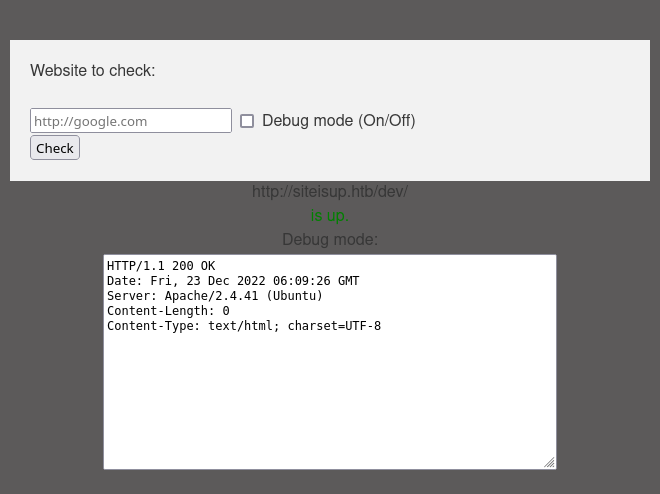 Website to check:
http://google.com
Debug mode (On/Off)
Check
http://siteisup.htb/dev/
is up.
Debug mode:
HTTP/1.1 200 OK
Date: Fri, 23 Dec 2022 06:09:26 GMT
Server: Apache/2.4.41 (Ubuntu)
Content-Length: 0
Content-Type: text/html; charset=UTF-8